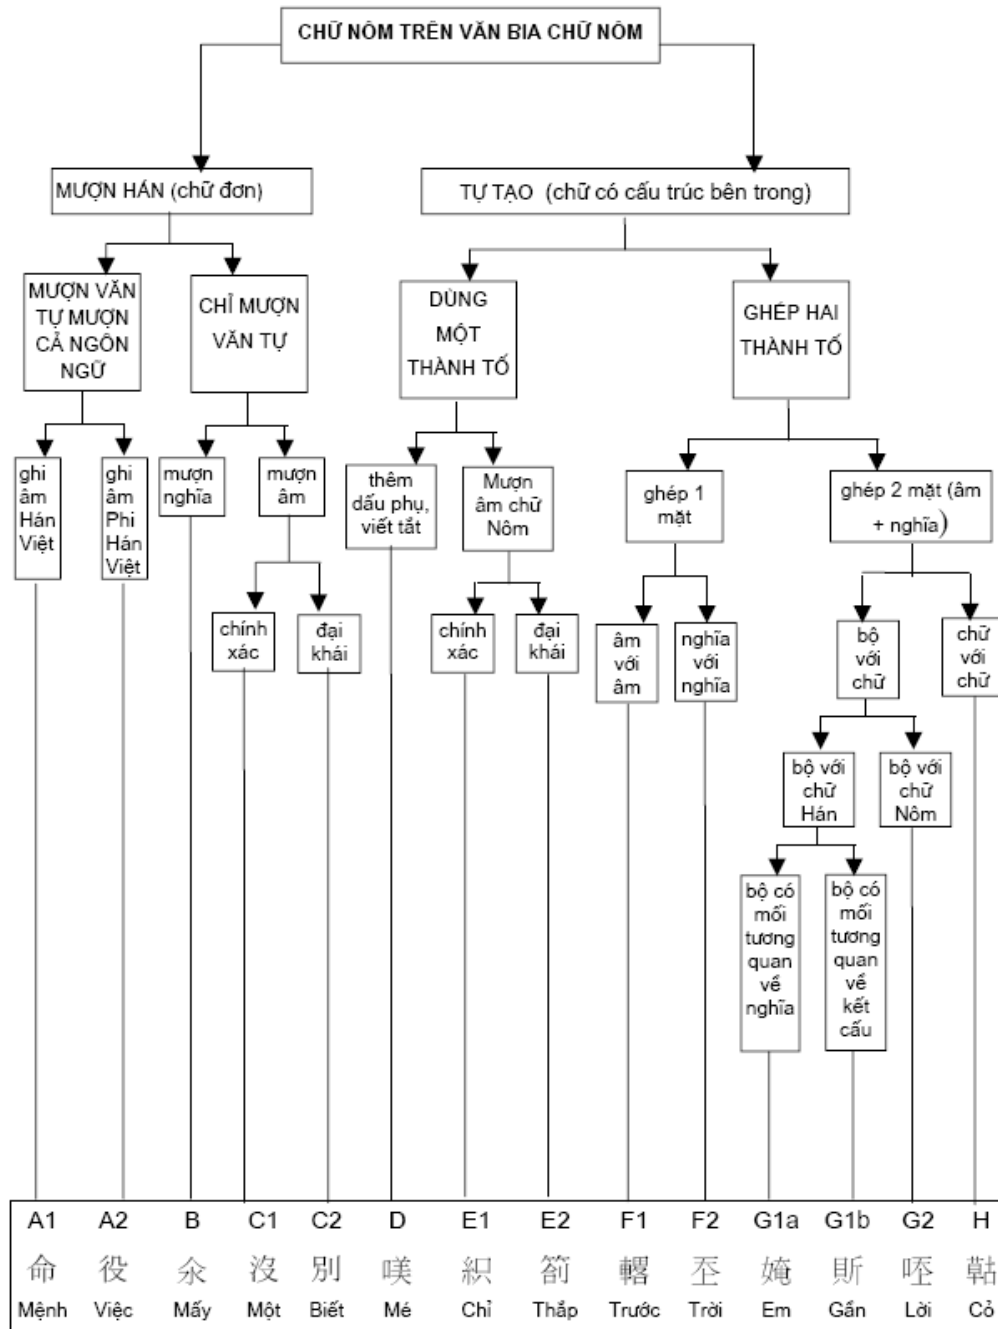 CHỮ NÔM TRÊN VĂN BIA CHỮ NÔM
MƯỢN HÁN (chữ đơn)
TỰ TẠO (chữ có cấu trúc bên trong)
MƯỢN VĂN
TỰ MƯỢN
CẢ NGÔN
NGỮ
CHỈ MƯỢN
VĂN TỰ
DÙNG
MỘT
THÀNH TỐ
GHÉP HAI
THÀNH TỐ
ghi
âm
Hán
Việt
ghi
âm
Phi
Hán
Việt
mượn
nghĩa
mượn
âm
thêm
dấu phụ,
viết tắt
Mượn
âm chữ
Nôm
ghép 1
mặt
ghép 2 mặt (âm
+ nghĩa)
chính
xác
đại
khái
chính
xác
đại
khái
âm
với
âm
nghĩa
với
nghĩa
bộ
với
chữ
chữ
với
chữ
bộ với
chữ
Hán
bộ với
chữ
Nôm
bộ có
mối
tương
quan
về
nghĩa
bộ có
mối
tương
quan
về
kết
cấu
A1 A2 B C1 C2 D E1 E2 F1 F2 G1a G1b G2 H
命 役 氽 沒 別 㗼 織 𠎪
Mệnh Việc Mấy Một Biết Mé Chỉ Thắp Trước Trời Em Gần Lời Cỏ